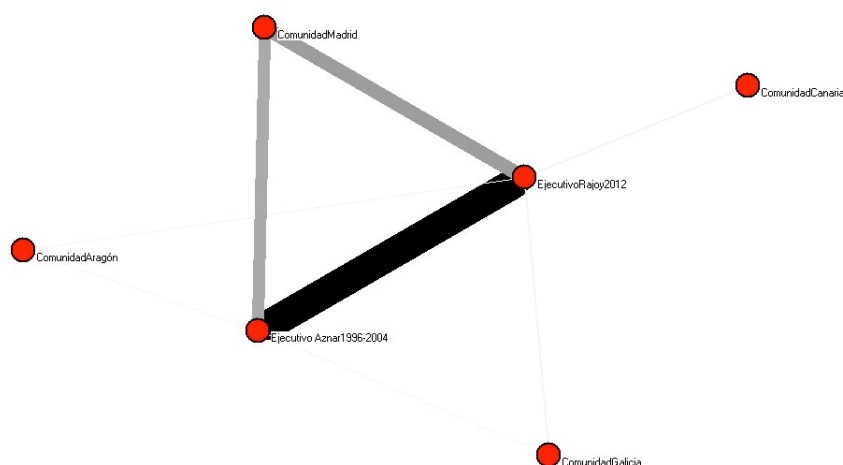 ComunidadMadrid
ComunidadCanaria
EjecutivoRajoy2012
ComunidadAragón
Ejecutivo Aznar1996-2004
ComunidadGalicia